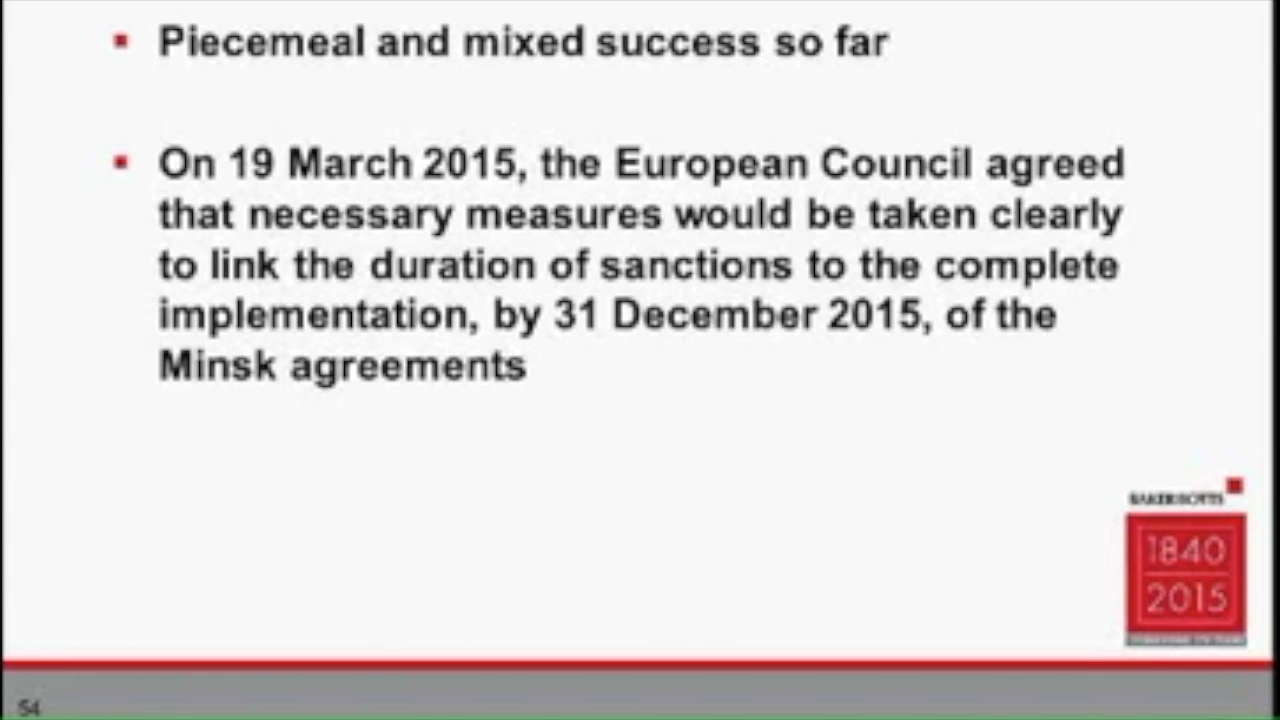 Piecemeal and mixed success so far
On 19 March 2015, the European Council agreed
that necessary measures would be taken clearly
to link the duration of sanctions to the complete
implementation, by 31 December 2015, of the
Minsk agreements
BAKER BOTTS
1840
2015
54